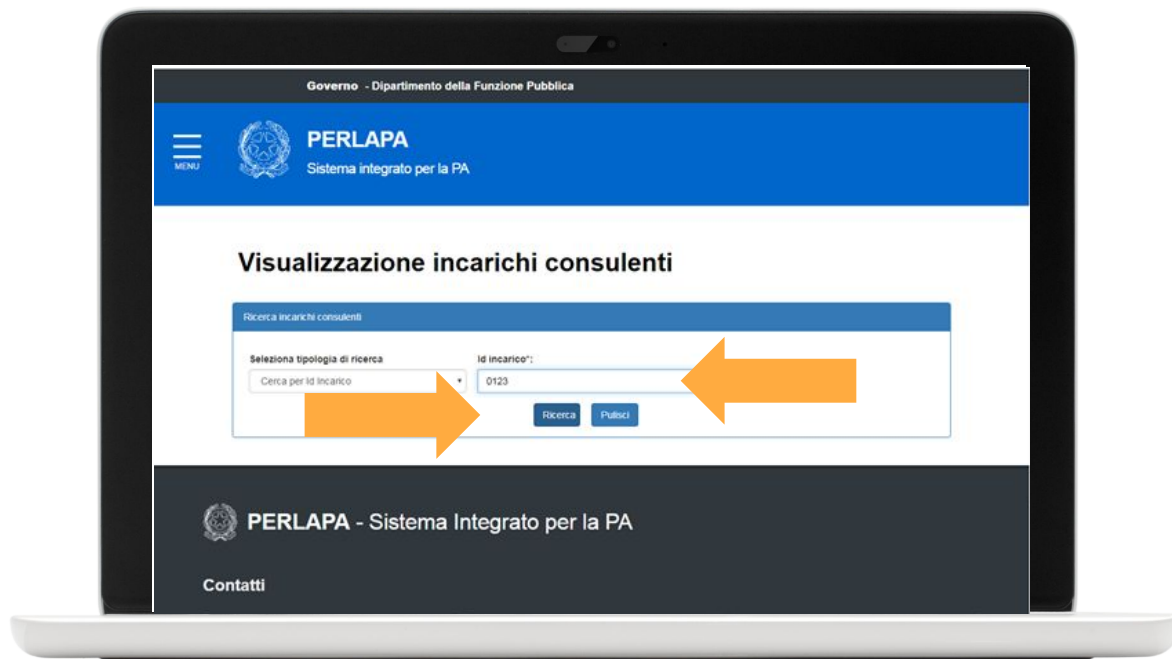 Governo - Dipartimento della Funzione Pubblica
MENU
PERLAPA
Sistema integrato per la PA
Visualizzazione incarichi consulenti
Ricerca incarichi consulenti
Seleziona tipologia di ricerca
Id incarico*:
Cerca per Id Incarico
0123
Ricerca Pulisci
PERLAPA - Sistema Integrato per la PA
Contatti